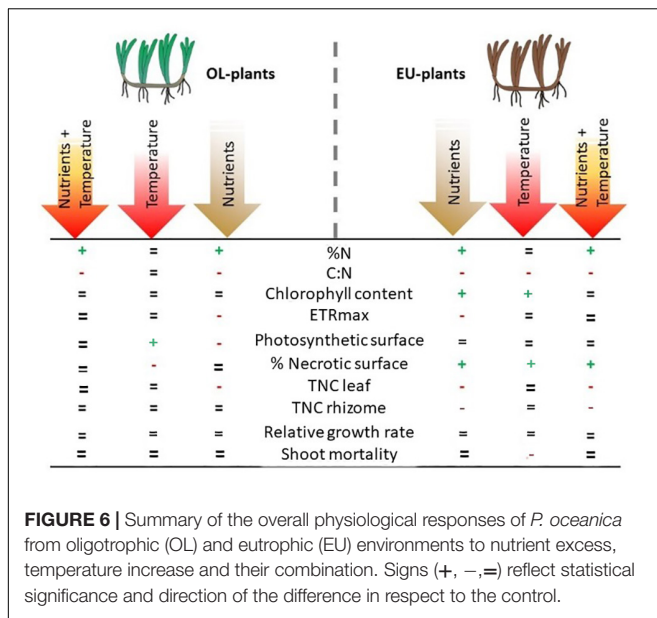 OL-plants EU-plants
Nutrients + Temperature Temperature Nutrients Nutrients Temperature Nutrients + Temperature
+ = + %N + = +
- = - C:N - - -
= = = Chlorophyll content + + =
= = - ETRmax - = =
= + - Photosynthetic surface = = =
= - = % Necrotic surface + + +
= = - TNC leaf - = -
= = = TNC rhizome - = -
= = = Relative growth rate = = =
= = = Shoot mortality = - =
FIGURE 6 | Summary of the overall physiological responses of P. oceanica
from oligotrophic (OL) and eutrophic (EU) environments to nutrient excess,
temperature increase and their combination. Signs (+, −,=) reflect statistical
significance and direction of the difference in respect to the control.